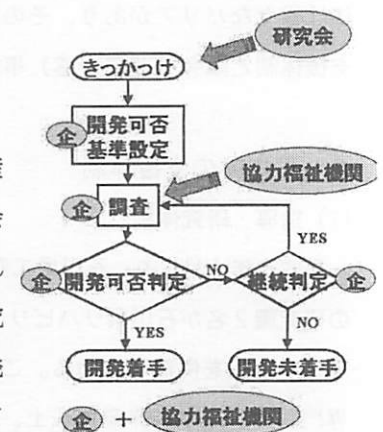 研究会
きっかっけ
開発可否
企
基準設定
協力福祉機関
企 調査
YES
企 開発可否判定 NO 継続判定 企
YES NO
開発着手 開発未着手
企 + 協力福祉機関